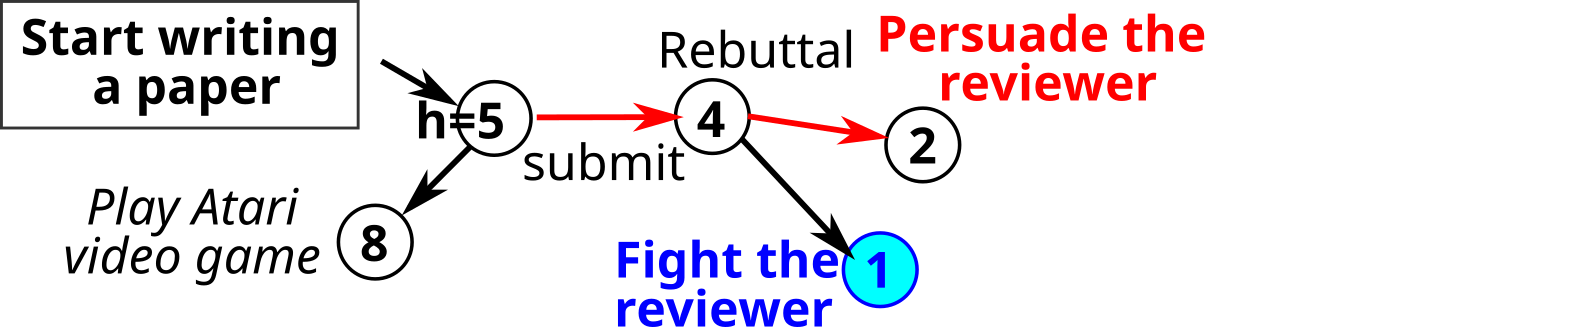 Start writing
a paper
h=5
submit
Rebuttal
4
Persuade the
reviewer
2
Play Atari
video game
8
Fight the
reviewer
1